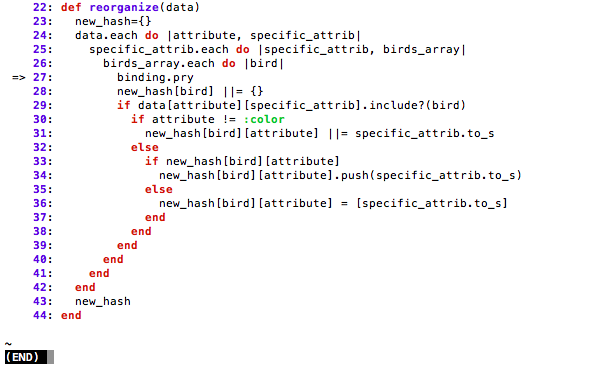 22: def reorganize(data)
23:   new_hash={}
24:   data.each do |attribute, specific_attrib|
25:     specific_attrib.each do |specific_attrib, birds_array|
26:       birds_array.each do |bird|
=> 27:         binding.pry
28:         new_hash[bird] ||= {}
29:         if data[attribute][specific_attrib].include?(bird)
30:           if attribute != :color
31:             new_hash[bird][attribute] ||= specific_attrib.to_s
32:           else
33:             if new_hash[bird][attribute]
34:               new_hash[bird][attribute].push(specific_attrib.to_s)
35:             else
36:               new_hash[bird][attribute] = [specific_attrib.to_s]
37:             end
38:           end
39:         end
40:       end
41:     end
42:   end
43:   new_hash
44: end
~
(END)